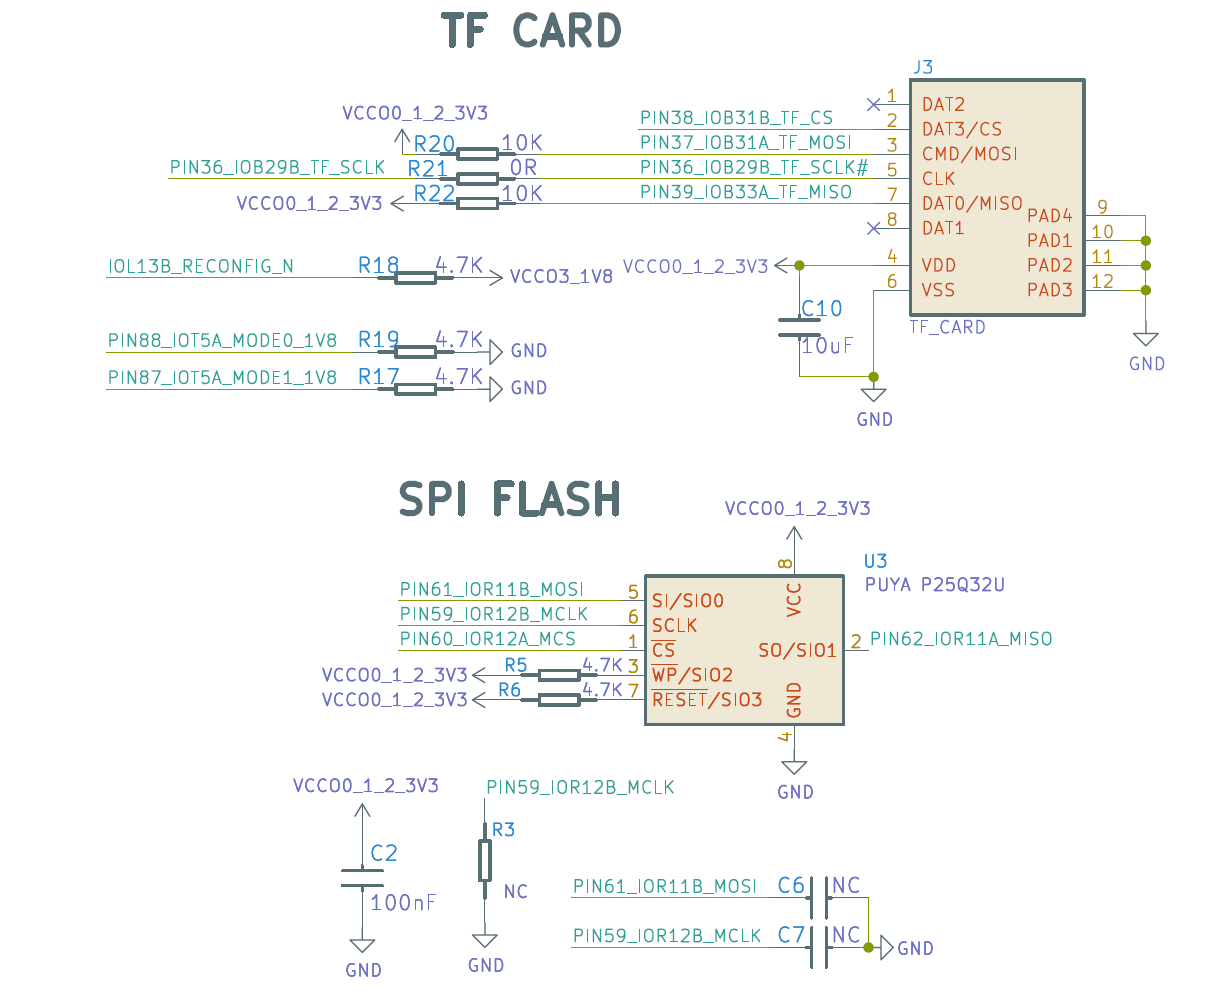 TF CARD
J3
VCCO0_1_2_3V3
R20 10K
PIN36_IOB29B_TF_SCLK
R21 0R
VCCO0_1_2_3V3
R22 10K
PIN38_IOB31B_TF_CS
PIN37_IOB31A_TF_MOSI
PIN36_IOB29B_TF_SCLK#
PIN39_IOB33A_TF_MISO
1 DAT2
2 DAT3/CS
3 CMD/MOSI
5 CLK
7 DAT0/MISO
8 DAT1
4 VDD
6 VSS
PAD4 9
PAD1 10
PAD2 11
PAD3 12
TF_CARD
GND
VCCO0_1_2_3V3
C10
10uF
GND
IOL13B_RECONFIG_N
R18 4.7K
VCCO3_1V8
PIN88_IOT5A_MODE0_1V8
R19 4.7K
GND
PIN87_IOT5A_MODE1_1V8
R17 4.7K
GND
SPI FLASH
VCCO0_1_2_3V3
U3
PUYA P25Q32U
PIN61_IOR11B_MOSI
PIN59_IOR12B_MCLK
PIN60_IOR12A_MCS
VCCO0_1_2_3V3
R5 4.7K
VCCO0_1_2_3V3
R6 4.7K
5 SI/SIO0
6 SCLK
1 CS
3 WP/SIO2
7 RESET/SIO3
8 VCC
SO/SIO1 2
PIN62_IOR11A_MISO
GND 4
GND
VCCO0_1_2_3V3
C2
100nF
GND
PIN59_IOR12B_MCLK
R3
NC
GND
PIN61_IOR11B_MOSI
C6 NC
PIN59_IOR12B_MCLK
C7 NC
GND